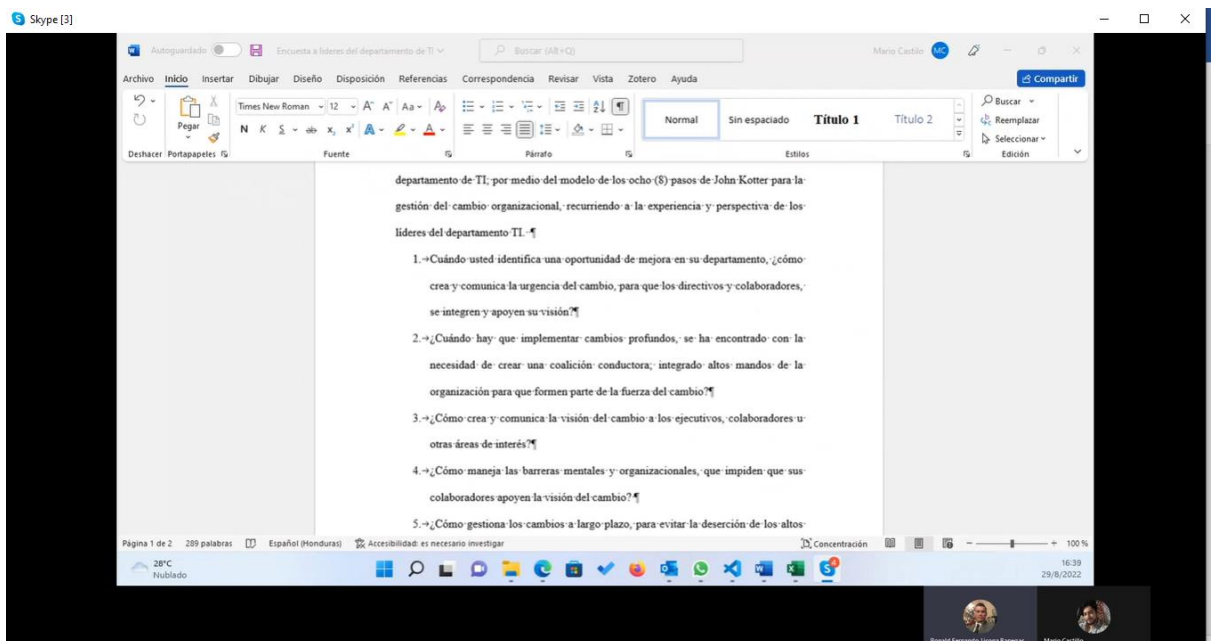 Skype [3]
Autoguardado Encuesta a lideres del departamento de TI Buscar (Alt+Q) Mario Castillo MC
Archivo Inicio Insertar Dibujar Diseño Disposición Referencias Correspondencia Revisar Vista Zotero Ayuda Compartir
Pegar
Times New Roman 12
N K S
Normal Sin espaciado Título 1 Título 2
Buscar
Reemplazar
Seleccionar
Deshacer Portapapeles Fuente Párrafo Estilos Edición
departamento de TI; por medio del modelo de los ocho (8) pasos de John Kotter para la
gestión del cambio organizacional, recurriendo a la experiencia y perspectiva de los
líderes del departamento TI. ¶
1.→Cuándo usted identifica una oportunidad de mejora en su departamento, ¿cómo
crea y comunica la urgencia del cambio, para que los directivos y colaboradores,
se integren y apoyen su visión?¶
2.→¿Cuándo hay que implementar cambios profundos, se ha encontrado con la
necesidad de crear una coalición conductora; integrado altos mandos de la
organización para que formen parte de la fuerza del cambio?¶
3.→¿Cómo crea y comunica la visión del cambio a los ejecutivos, colaboradores u
otras áreas de interés?¶
4.→¿Cómo maneja las barreras mentales y organizacionales, que impiden que sus
colaboradores apoyen la visión del cambio? ¶
5.→¿Cómo gestiona los cambios a largo plazo, para evitar la deserción de los altos
Página 1 de 2 289 palabras Español (Honduras) Accesibilidad: es necesario investigar Concentración 100 %
28°C
Nublado
16:39
29/8/2022
Mario Castillo